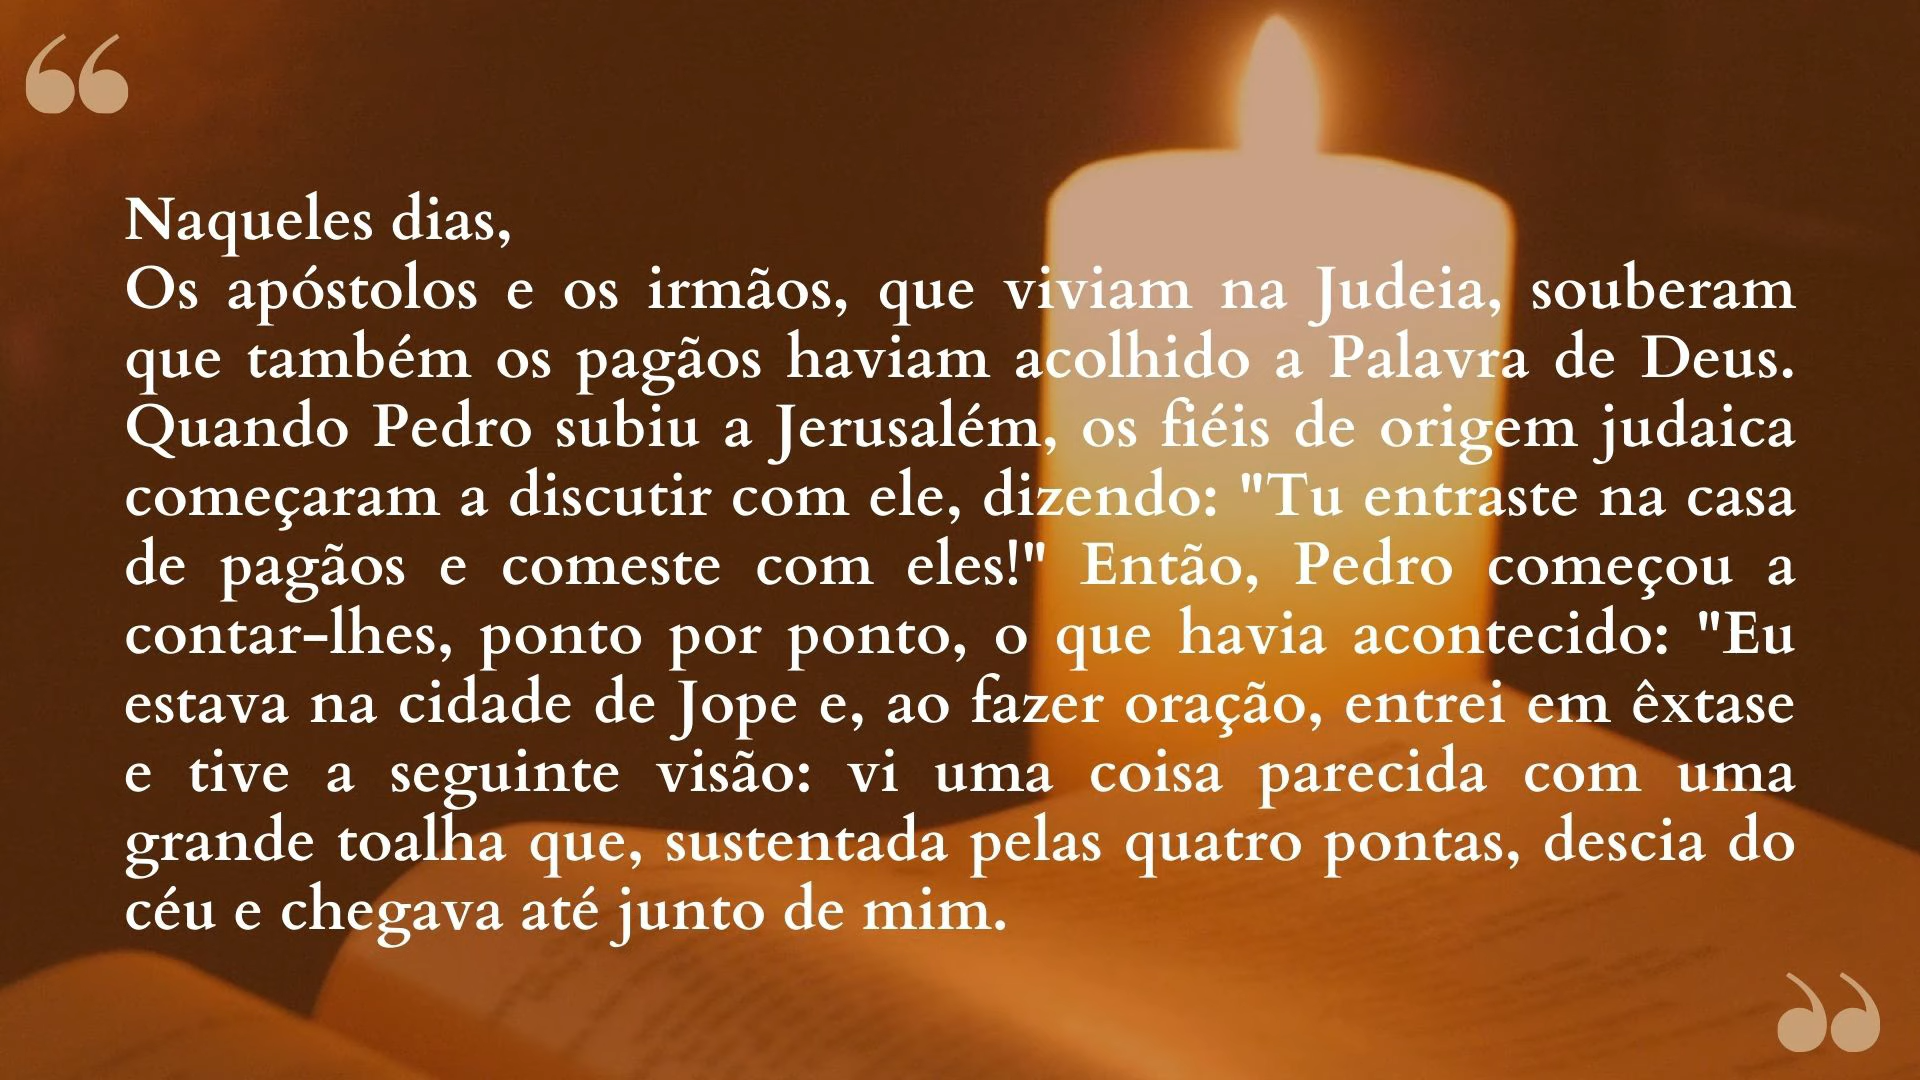 Naqueles dias,
Os apóstolos e os irmãos, que viviam na Judeia, souberam
que também os pagãos haviam acolhido a Palavra de Deus.
Quando Pedro subiu a Jerusalém, os fiéis de origem judaica
começaram a discutir com ele, dizendo: "Tu entraste na casa
de pagãos e comeste com eles!" Então, Pedro começou a
contar-lhes, ponto por ponto, o que havia acontecido: "Eu
estava na cidade de Jope e, ao fazer oração, entrei em êxtase
e tive a seguinte visão: vi uma coisa parecida com uma
grande toalha que, sustentada pelas quatro pontas, descia do
céu e chegava até junto de mim.